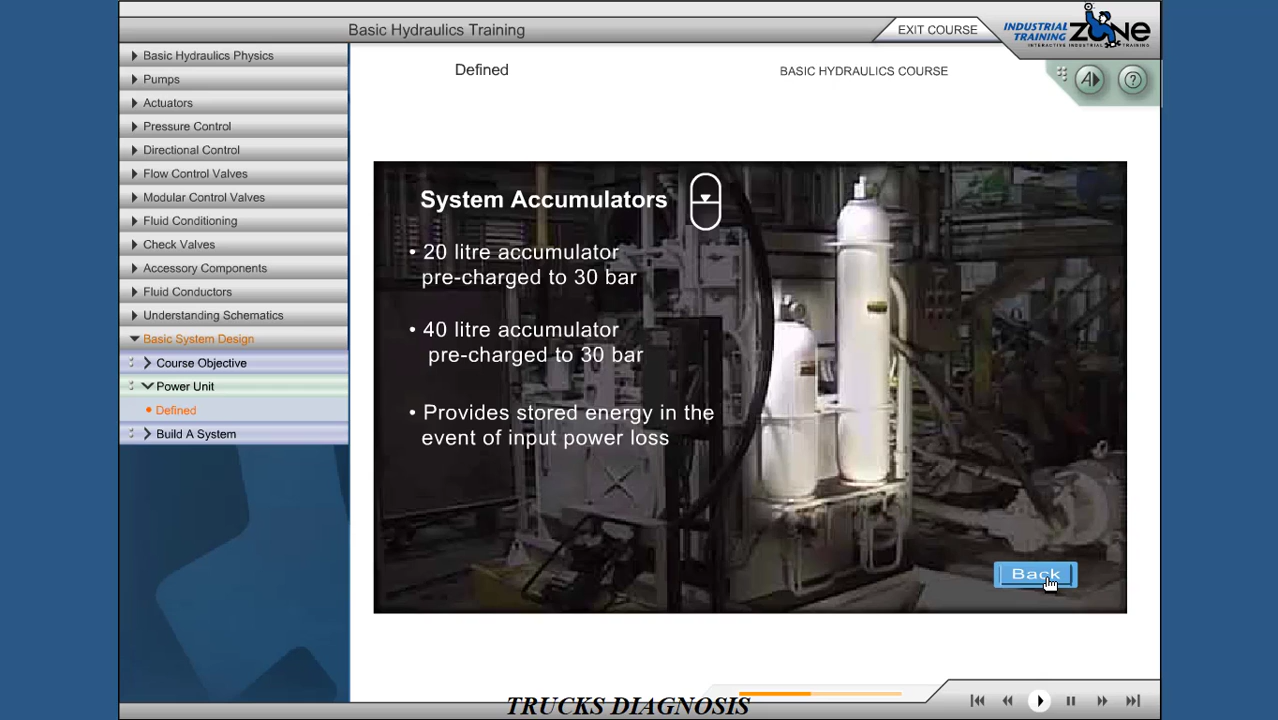 Basic Hydraulics Training
EXIT COURSE
INDUSTRIAL
TRAINING
ZONE
INTERACTIVE INDUSTRIAL TRAINING
Basic Hydraulics Physics
Pumps
Actuators
Pressure Control
Directional Control
Flow Control Valves
Modular Control Valves
Fluid Conditioning
Check Valves
Accessory Components
Fluid Conductors
Understanding Schematics
Basic System Design
Course Objective
Power Unit
• Defined
Build A System
Defined
BASIC HYDRAULICS COURSE
A
?
System Accumulators
• 20 litre accumulator
pre-charged to 30 bar
• 40 litre accumulator
pre-charged to 30 bar
• Provides stored energy in the
event of input power loss
Back
TRUCKS DIAGNOSIS